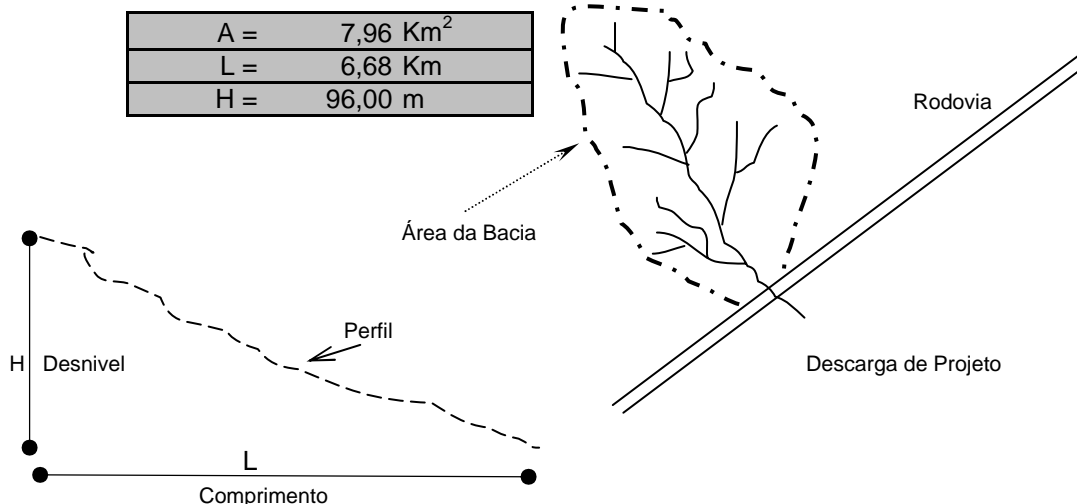 A = 7,96 Km²
L = 6,68 Km
H = 96,00 m
Rodovia
Área da Bacia
Perfil
H Desnivel
Descarga de Projeto
L
Comprimento